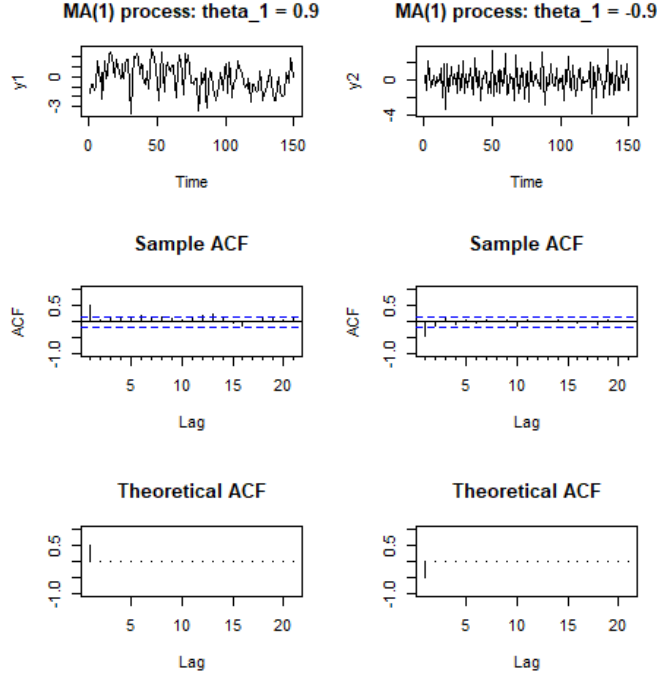 MA(1) process: theta_1 = 0.9
MA(1) process: theta_1 = -0.9
y1
0
-3
0
50
100
150
Time
y2
0
-4
0
50
100
150
Time
Sample ACF
Sample ACF
ACF
0.5
-1.0
5
10
15
20
Lag
ACF
0.5
-1.0
5
10
15
20
Lag
Theoretical ACF
Theoretical ACF
0.5
-1.0
5
10
15
20
Lag
0.5
-1.0
5
10
15
20
Lag